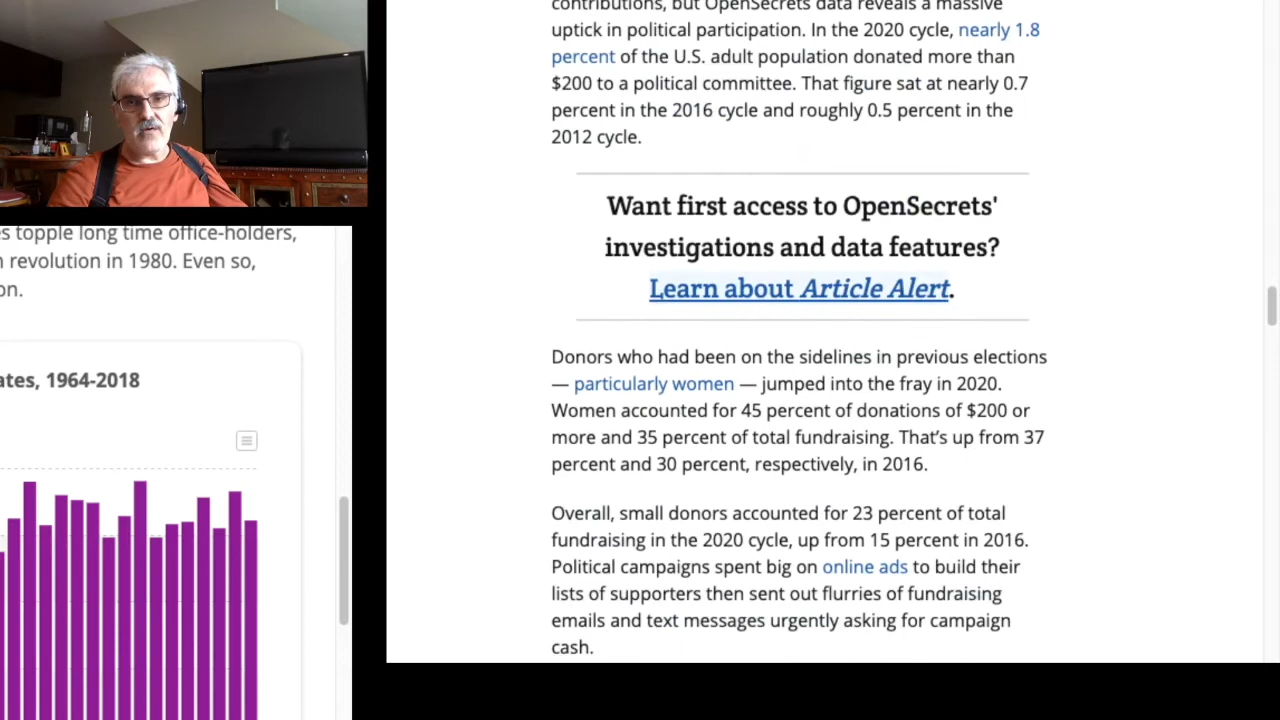 contributions, but OpenSecrets data reveals a massive
uptick in political participation. In the 2020 cycle, nearly 1.8
percent of the U.S. adult population donated more than
$200 to a political committee. That figure sat at nearly 0.7
percent in the 2016 cycle and roughly 0.5 percent in the
2012 cycle.
Want first access to OpenSecrets'
investigations and data features?
Learn about Article Alert.
Donors who had been on the sidelines in previous elections
— particularly women — jumped into the fray in 2020.
Women accounted for 45 percent of donations of $200 or
more and 35 percent of total fundraising. That's up from 37
percent and 30 percent, respectively, in 2016.
Overall, small donors accounted for 23 percent of total
fundraising in the 2020 cycle, up from 15 percent in 2016.
Political campaigns spent big on online ads to build their
lists of supporters then sent out flurries of fundraising
emails and text messages urgently asking for campaign
cash.
es topple long time office-holders,
n revolution in 1980. Even so,
on.
ates, 1964-2018